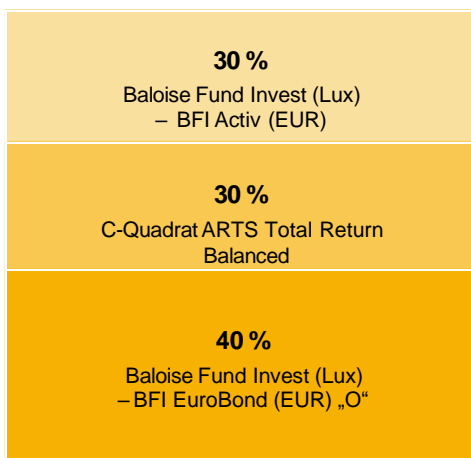 30 %
Baloise Fund Invest (Lux)
– BFI Activ (EUR)
30 %
C-Quadrat ARTS Total Return
Balanced
40 %
Baloise Fund Invest (Lux)
– BFI EuroBond (EUR) „O“